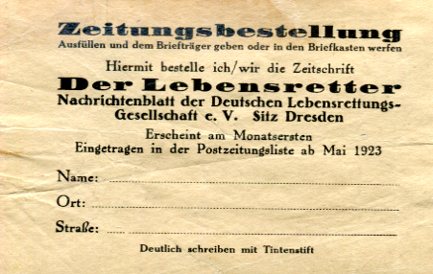 Zeitungsbestellung
Ausfüllen und dem Briefträger geben oder in den Briefkasten werfen
Hiermit bestelle ich/wir die Zeitschrift
Der Lebensretter
Nachrichtenblatt der Deutschen Lebensrettungs-
Gesellschaft e. V. Sitz Dresden
Erscheint am Monatsersten
Eingetragen in der Postzeitungsliste ab Mai 1923
Name:
Ort:
Straße:
Deutlich schreiben mit Tintenstift